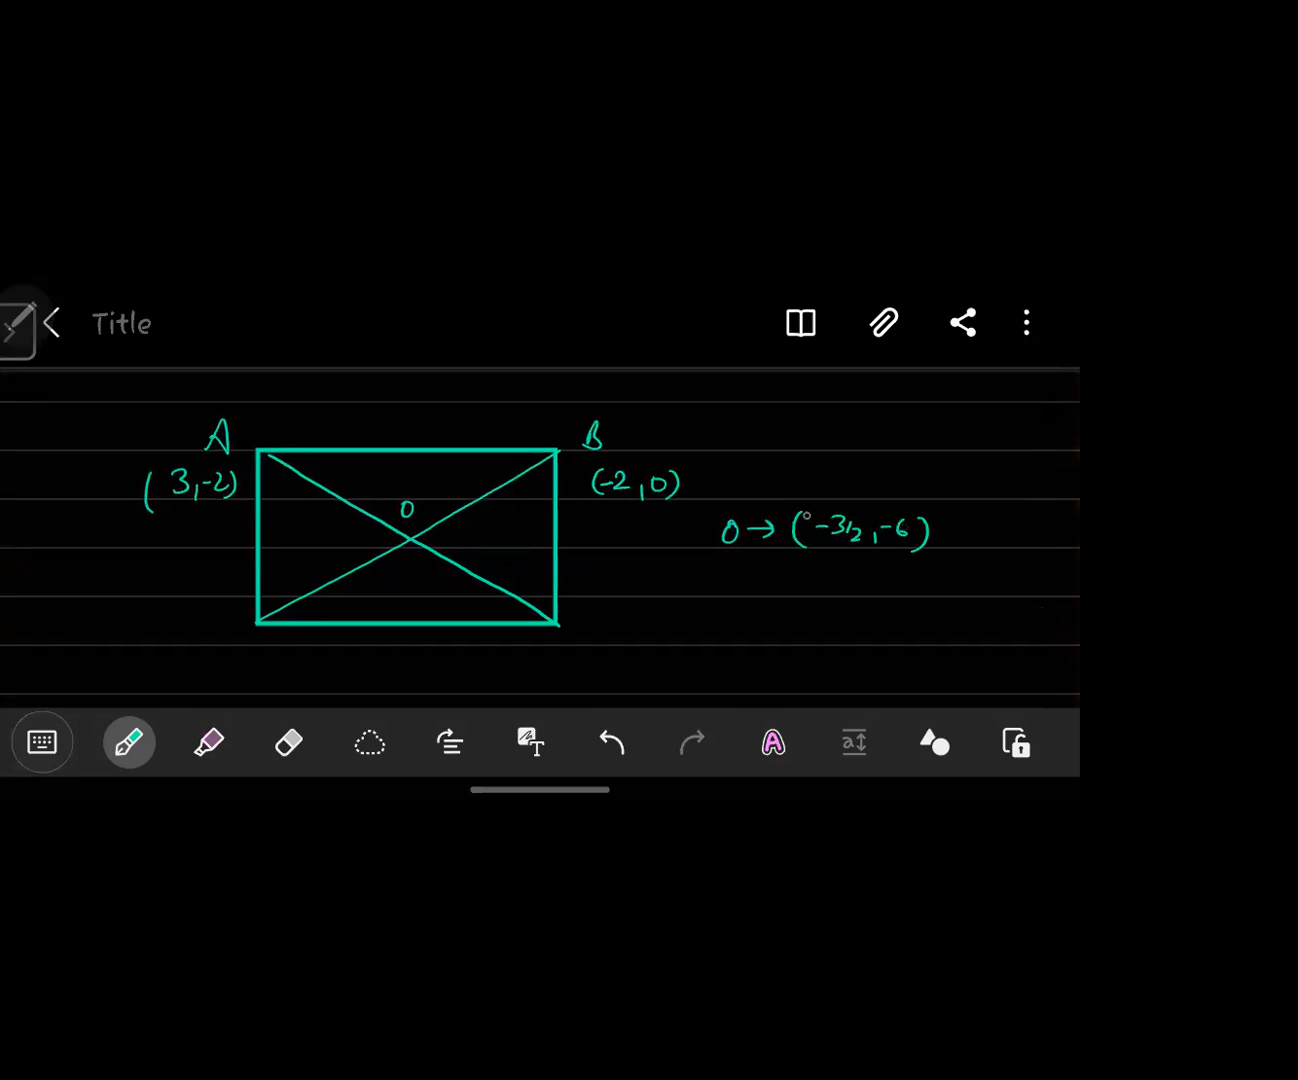 Title
A
B
(3,-2)
(-2,0)
O
O → (-3/2,-6)